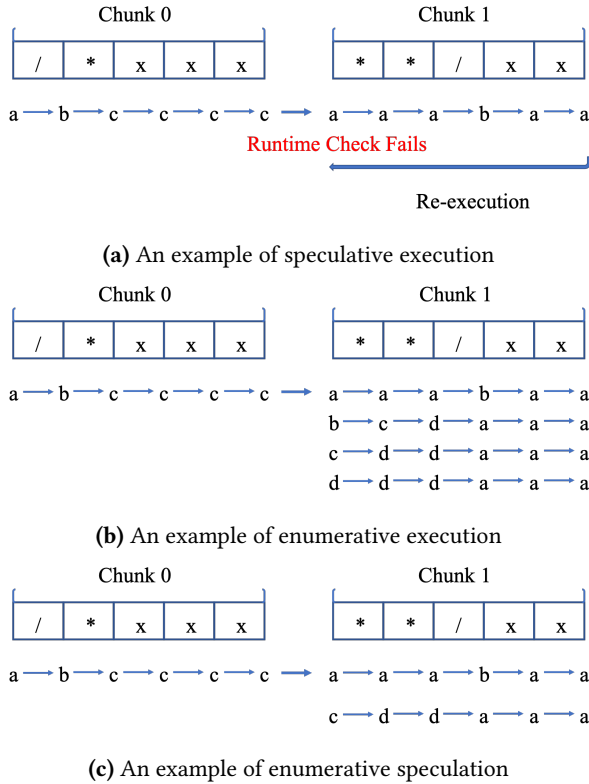 Chunk 0 Chunk 1
/ * x x x * * / x x
a b c c c c a a a b a a
Runtime Check Fails
Re-execution
(a) An example of speculative execution
Chunk 0 Chunk 1
/ * x x x * * / x x
a b c c c c a a a b a a
b c d a a a
c d d a a a
d d d a a a
(b) An example of enumerative execution
Chunk 0 Chunk 1
/ * x x x * * / x x
a b c c c c a a a b a a
c d d a a a
(c) An example of enumerative speculation